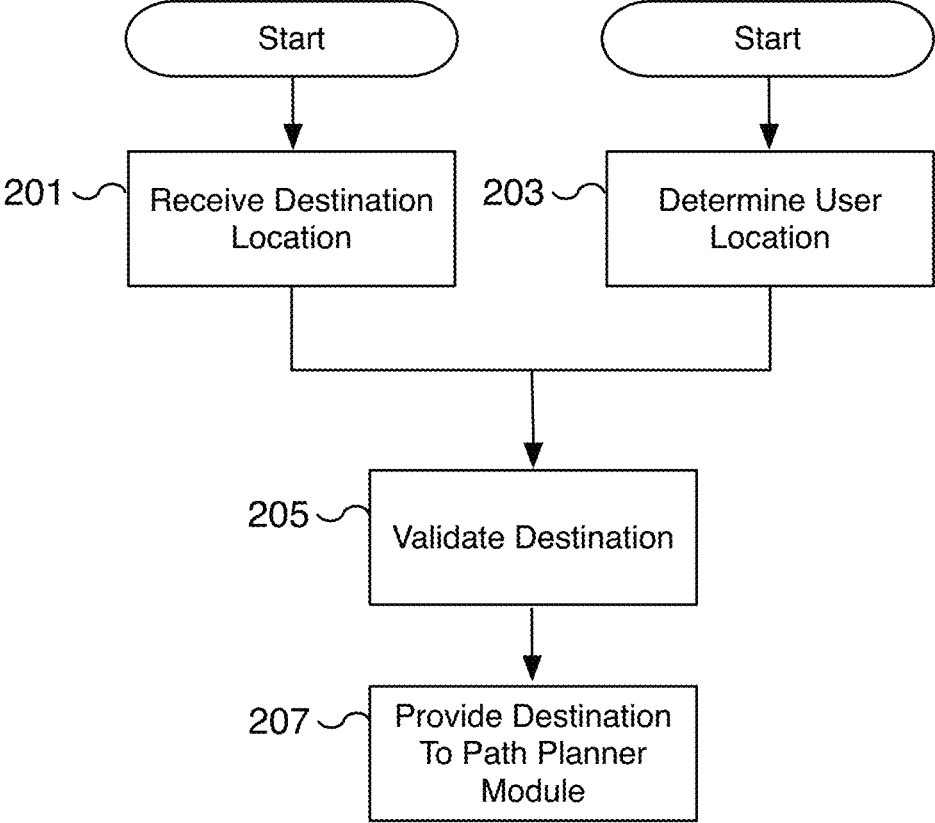 Start
Start
201
Receive Destination
Location
203
Determine User
Location
205
Validate Destination
207
Provide Destination
To Path Planner
Module